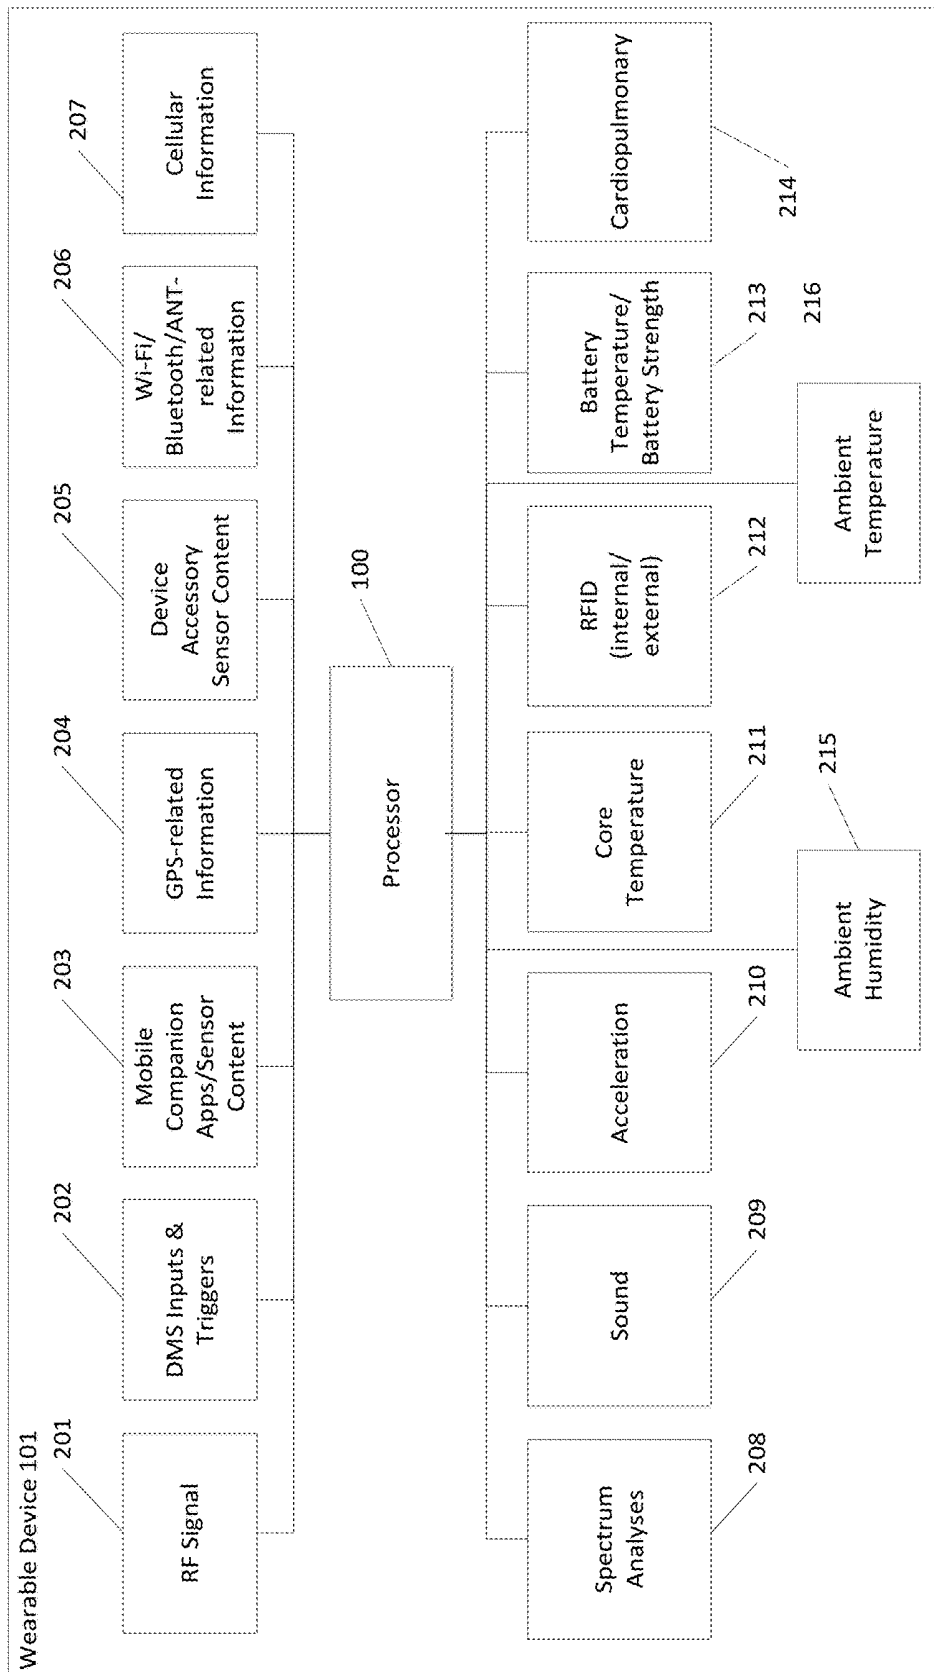 Wearable Device 101
201
202
203
204
205
206
207
RF Signal
DMS Inputs &
Triggers
Mobile
Companion
Apps/Sensor
Content
GPS-related
Information
Device
Accessory
Sensor Content
Wi-Fi/
Bluetooth/ANT-
related
Information
Cellular
Information
100
Processor
Spectrum
Analyses
Sound
Acceleration
Core
Temperature
RFID
(internal/
external)
Battery
Temperature/
Battery Strength
Cardiopulmonary
208
209
210
211
212
213
214
215
216
Ambient
Humidity
Ambient
Temperature